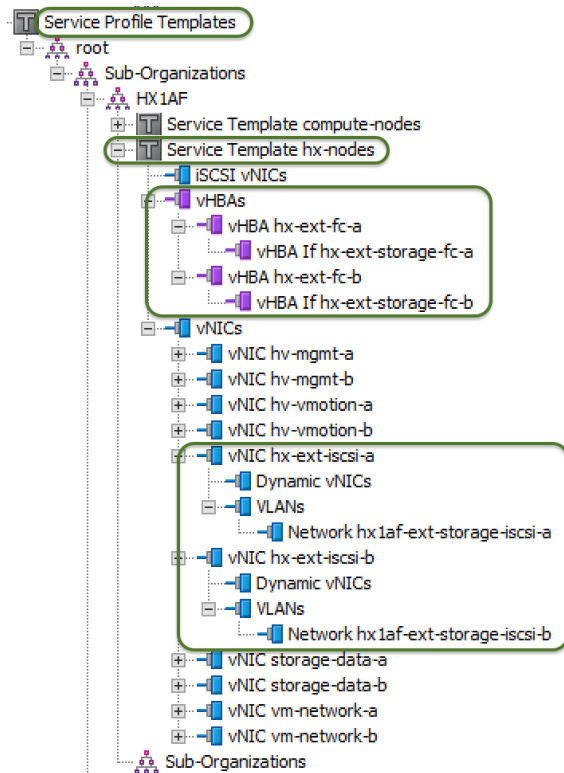 Service Profile Templates
root
Sub-Organizations
HX1AF
Service Template compute-nodes
Service Template hx-nodes
iSCSI vNICs
vHBAs
vHBA hx-ext-fc-a
vHBA If hx-ext-storage-fc-a
vHBA hx-ext-fc-b
vHBA If hx-ext-storage-fc-b
vNICs
vNIC hv-mgmt-a
vNIC hv-mgmt-b
vNIC hv-vmotion-a
vNIC hv-vmotion-b
vNIC hx-ext-iscsi-a
Dynamic vNICs
VLANs
Network hx1af-ext-storage-iscsi-a
vNIC hx-ext-iscsi-b
Dynamic vNICs
VLANs
Network hx1af-ext-storage-iscsi-b
vNIC storage-data-a
vNIC storage-data-b
vNIC vm-network-a
vNIC vm-network-b
Sub-Organizations